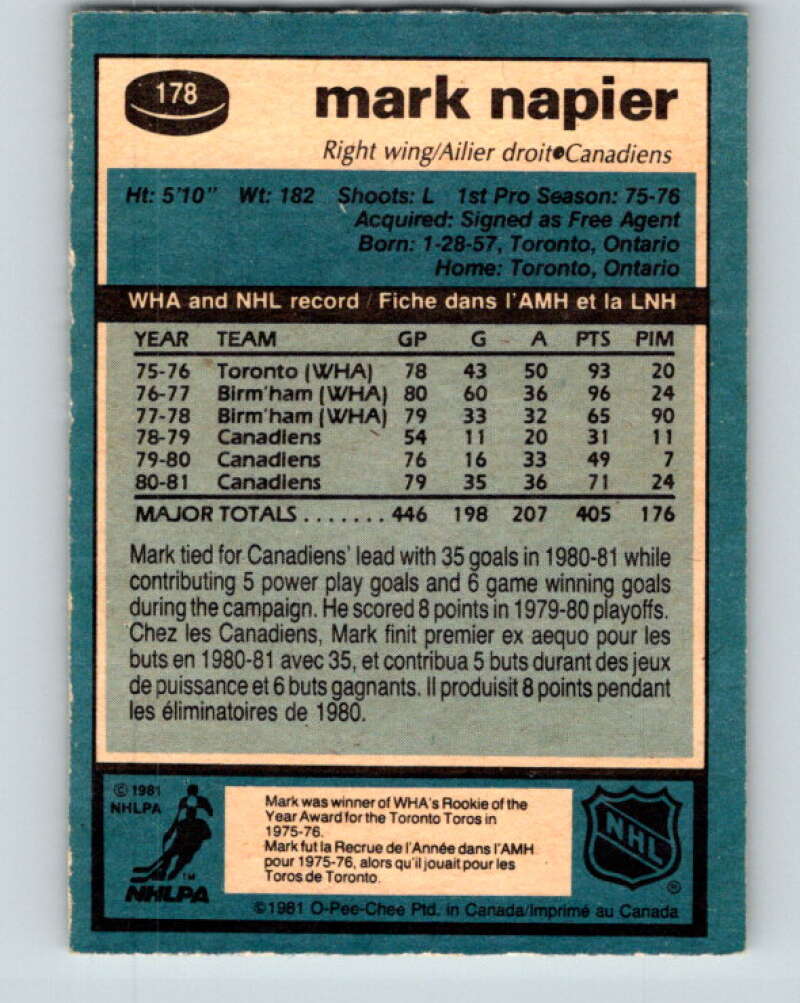 178
mark napier
Right wing/Ailier droit•Canadiens
Ht: 5'10" Wt: 182 Shoots: L 1st Pro Season: 75-76
Acquired: Signed as Free Agent
Born: 1-28-57, Toronto, Ontario
Home: Toronto, Ontario
WHA and NHL record / Fiche dans l'AMH et la LNH
YEAR TEAM GP G A PTS PIM
75-76 Toronto (WHA) 78 43 50 93 20
76-77 Birm'ham (WHA) 80 60 36 96 24
77-78 Birm'ham (WHA) 79 33 32 65 90
78-79 Canadiens 54 11 20 31 11
79-80 Canadiens 76 16 33 49 7
80-81 Canadiens 79 35 36 71 24
MAJOR TOTALS ....... 446 198 207 405 176
Mark tied for Canadiens' lead with 35 goals in 1980-81 while
contributing 5 power play goals and 6 game winning goals
during the campaign. He scored 8 points in 1979-80 playoffs.
Chez les Canadiens, Mark finit premier ex aequo pour les
buts en 1980-81 avec 35, et contribua 5 buts durant des jeux
de puissance et 6 buts gagnants. Il produisit 8 points pendant
les éliminatoires de 1980.
© 1981
NHLPA
TM
NHLPA
Mark was winner of WHA's Rookie of the
Year Award for the Toronto Toros in
1975-76.
Mark fut la Recrue de l'Année dans l'AMH
pour 1975-76, alors qu'il jouait pour les
Toros de Toronto.
NHL
®
©1981 O-Pee-Chee Ptd. in Canada/Imprimé au Canada